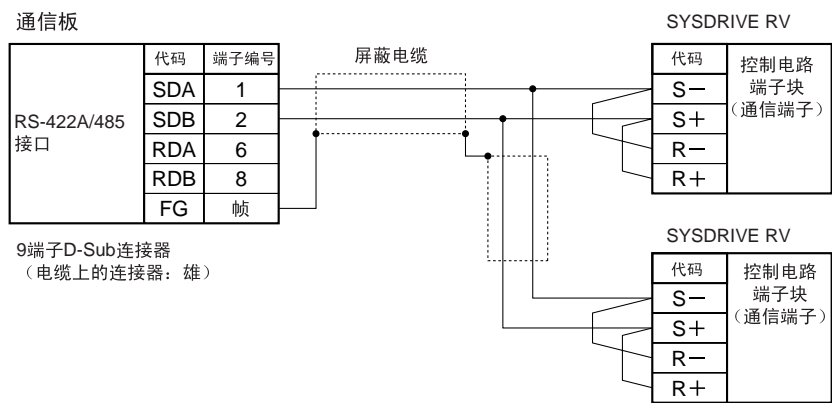 通信板
RS-422A/485
接口
代码 端子编号
SDA 1
SDB 2
RDA 6
RDB 8
FG 帧
9端子D-Sub连接器
（电缆上的连接器：雄）
屏蔽电缆
SYSDRIVE RV
代码
S－
S＋
R－
R＋
控制电路
端子块
（通信端子）
SYSDRIVE RV
代码
S－
S＋
R－
R＋
控制电路
端子块
（通信端子）